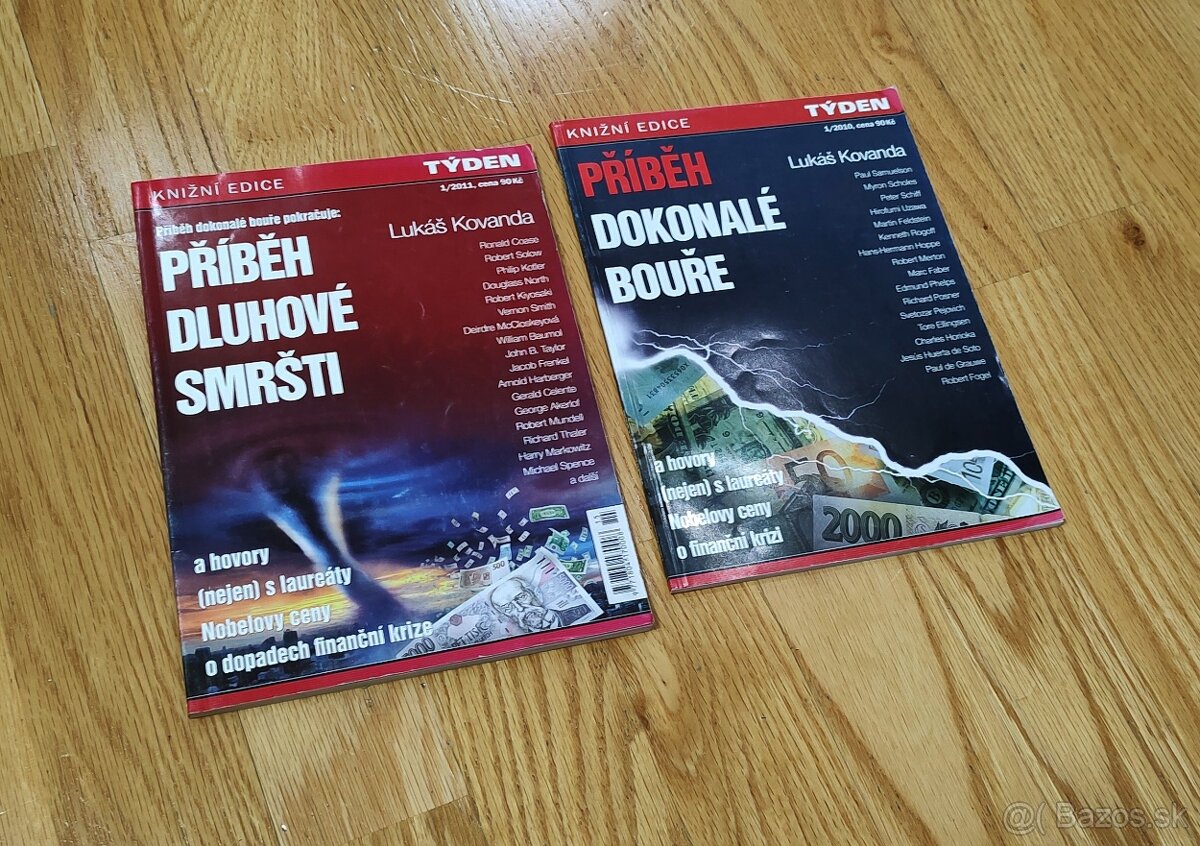 KNIŽNÍ EDICE
TÝDEN
1/2011, cena 90 Kč
Příběh dokonalé bouře pokračuje:
PŘÍBĚH
DLUHOVÉ
SMRŠTI
Lukáš Kovanda
Ronald Coase
Robert Solow
Philip Kotler
Douglass North
Robert Kiyosaki
Vernon Smith
Deirdre McCloskeyová
William Baumol
John B. Taylor
Jacob Frenkel
Arnold Harberger
Gerald Celente
George Akerlof
Robert Mundell
Richard Thaler
Harry Markowitz
Michael Spence
a další
a hovory
(nejen) s laureáty
Nobelovy ceny
o dopadech finanční krize
KNIŽNÍ EDICE
TÝDEN
1/2010, cena 90 Kč
PŘÍBĚH
DOKONALÉ
BOUŘE
Lukáš Kovanda
Paul Samuelson
Myron Scholes
Peter Schiff
Hirofumi Uzawa
Martin Feldstein
Kenneth Rogoff
Hans-Hermann Hoppe
Robert Merton
Marc Faber
Edmund Phelps
Richard Posner
Svetozar Pejovich
Tore Ellingsen
Charles Horioka
Jesús Huerta de Soto
Paul de Grauwe
Robert Fogel
a hovory
(nejen) s laureáty
Nobelovy ceny
o finanční krizi
2000
@( Bazos.sk